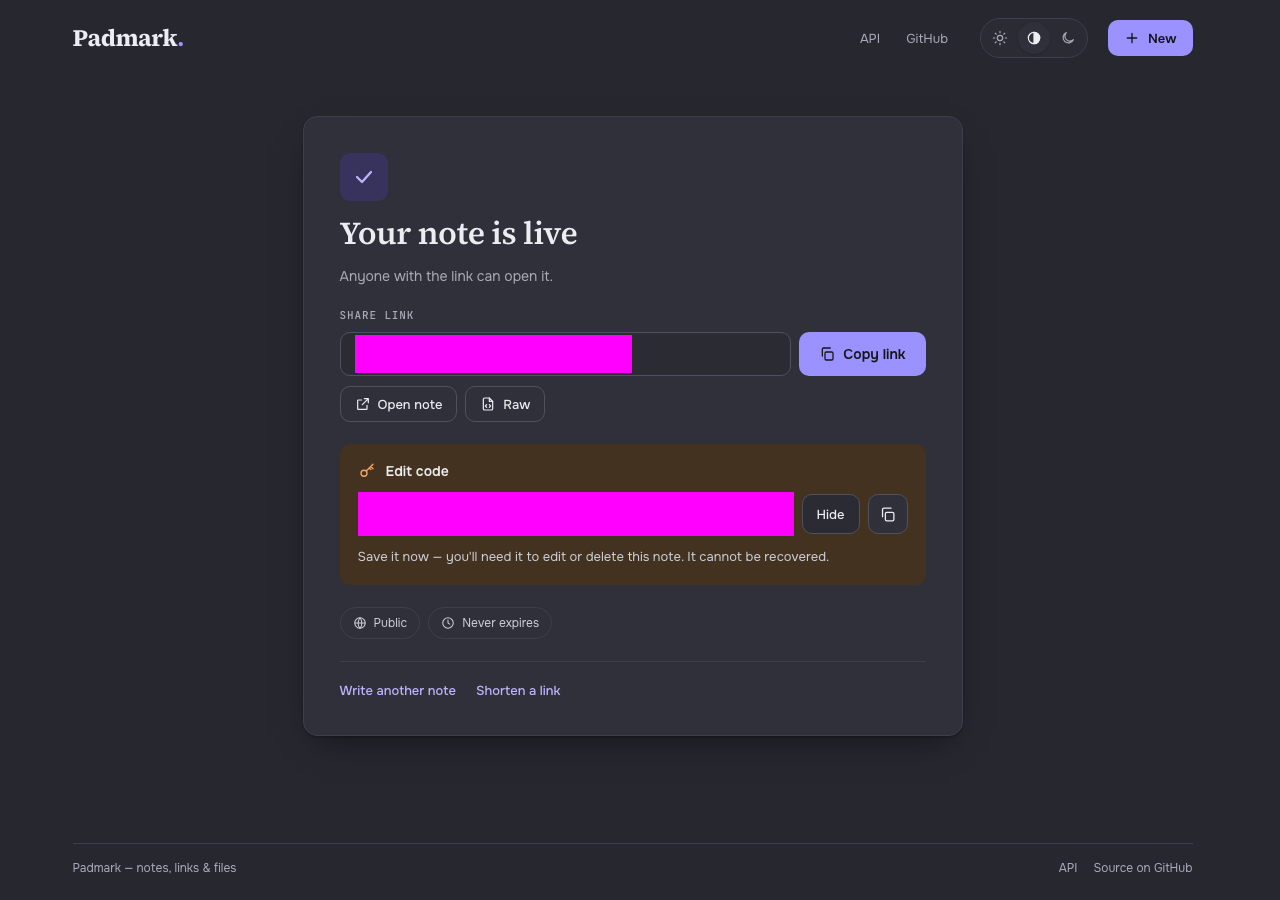 Padmark.
API GitHub New
Your note is live
Anyone with the link can open it.
SHARE LINK
Copy link
Open note Raw
Edit code
Hide
Save it now — you'll need it to edit or delete this note. It cannot be recovered.
Public Never expires
Write another note Shorten a link
Padmark — notes, links & files API Source on GitHub